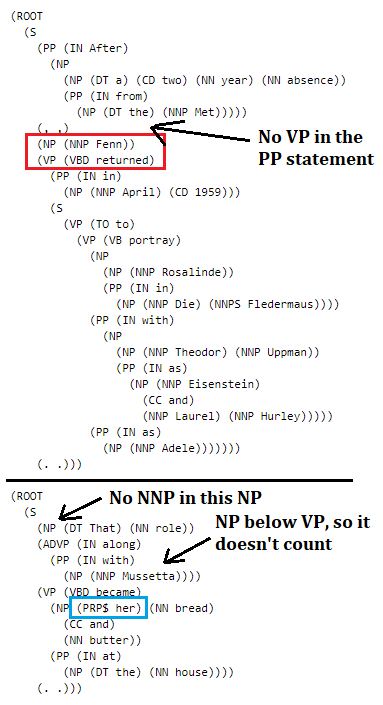 (ROOT
(S
(PP (IN After)
(NP
(NP (DT a) (CD two) (NN year) (NN absence))
(PP (IN from)
(NP (DT the) (NNP Met)))))
(, ,)
No VP in the
PP statement
(NP (NNP Fenn))
(VP (VBD returned)
(PP (IN in)
(NP (NNP April) (CD 1959)))
(S
(VP (TO to)
(VP (VB portray)
(NP
(NP (NNP Rosalinde))
(PP (IN in)
(NP (NNP Die) (NNPS Fledermaus))))
(PP (IN with)
(NP
(NP (NNP Theodor) (NNP Uppman))
(PP (IN as)
(NP (NNP Eisenstein)
(CC and)
(NNP Laurel) (NNP Hurley)))))
(PP (IN as)
(NP (NNP Adele)))))))
(. .)))
(ROOT
(S
No NNP in this NP
(NP (DT That) (NN role))
(ADVP (IN along)
(PP (IN with)
(NP (NNP Mussetta))))
NP below VP, so it
doesn't count
(VP (VBD became)
(NP (PRP$ her) (NN bread)
(CC and)
(NN butter))
(PP (IN at)
(NP (DT the) (NN house))))
(. .)))